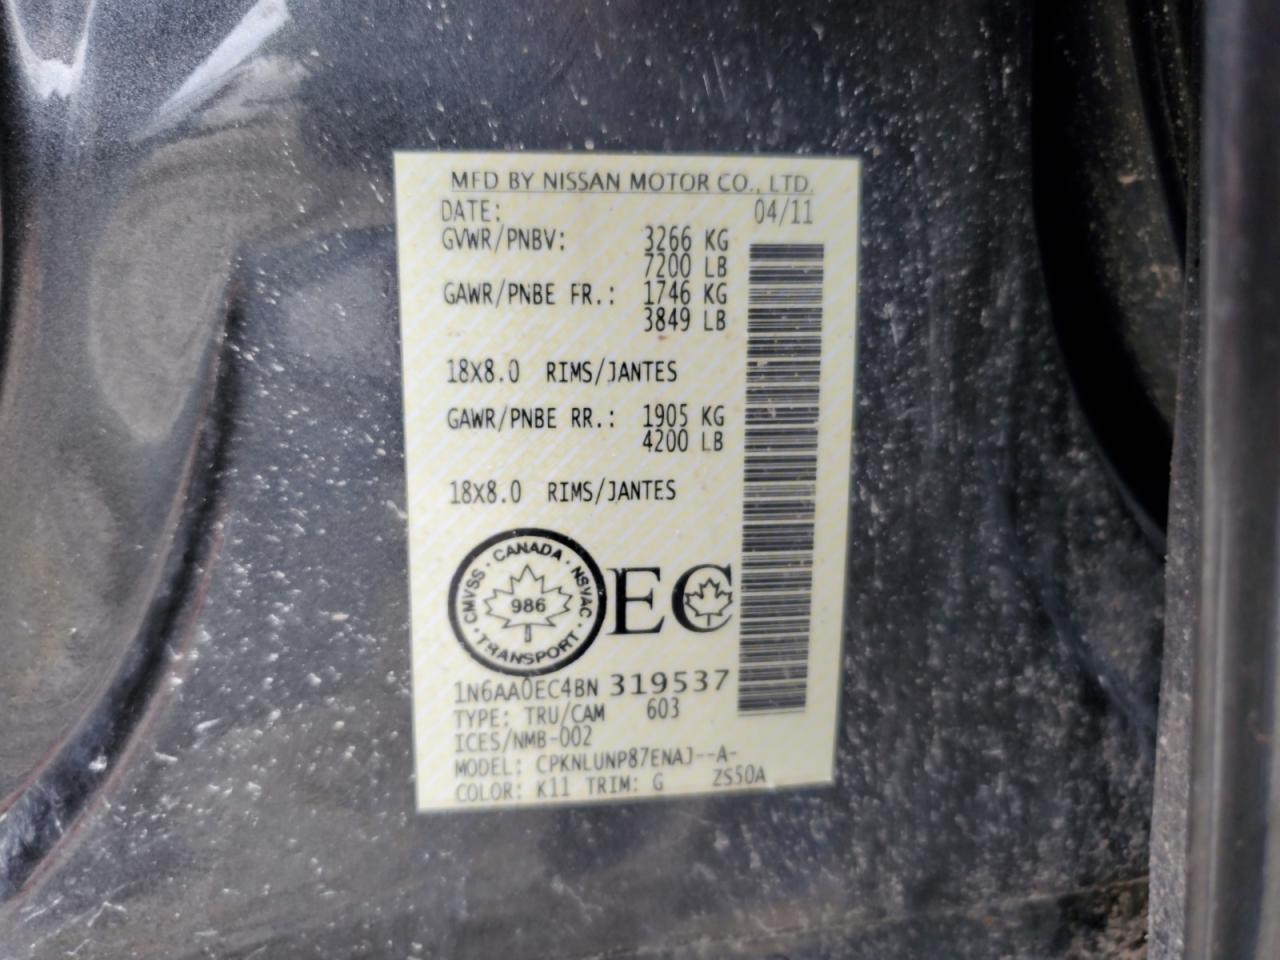 MFD BY NISSAN MOTOR CO., LTD.
DATE: 04/11
GVWR/PNBV: 3266 KG
7200 LB
GAWR/PNBE FR.: 1746 KG
3849 LB
18X8.0 RIMS/JANTES
GAWR/PNBE RR.: 1905 KG
4200 LB
18X8.0 RIMS/JANTES
CMVSS · CANADA · NSVAC · TRANSPORT ·
986
EC
1N6AA0EC4BN 319537
TYPE: TRU/CAM 603
ICES/NMB-002
MODEL: CPKNLUNP87ENAJ--A-
COLOR: K11 TRIM: G ZS50A